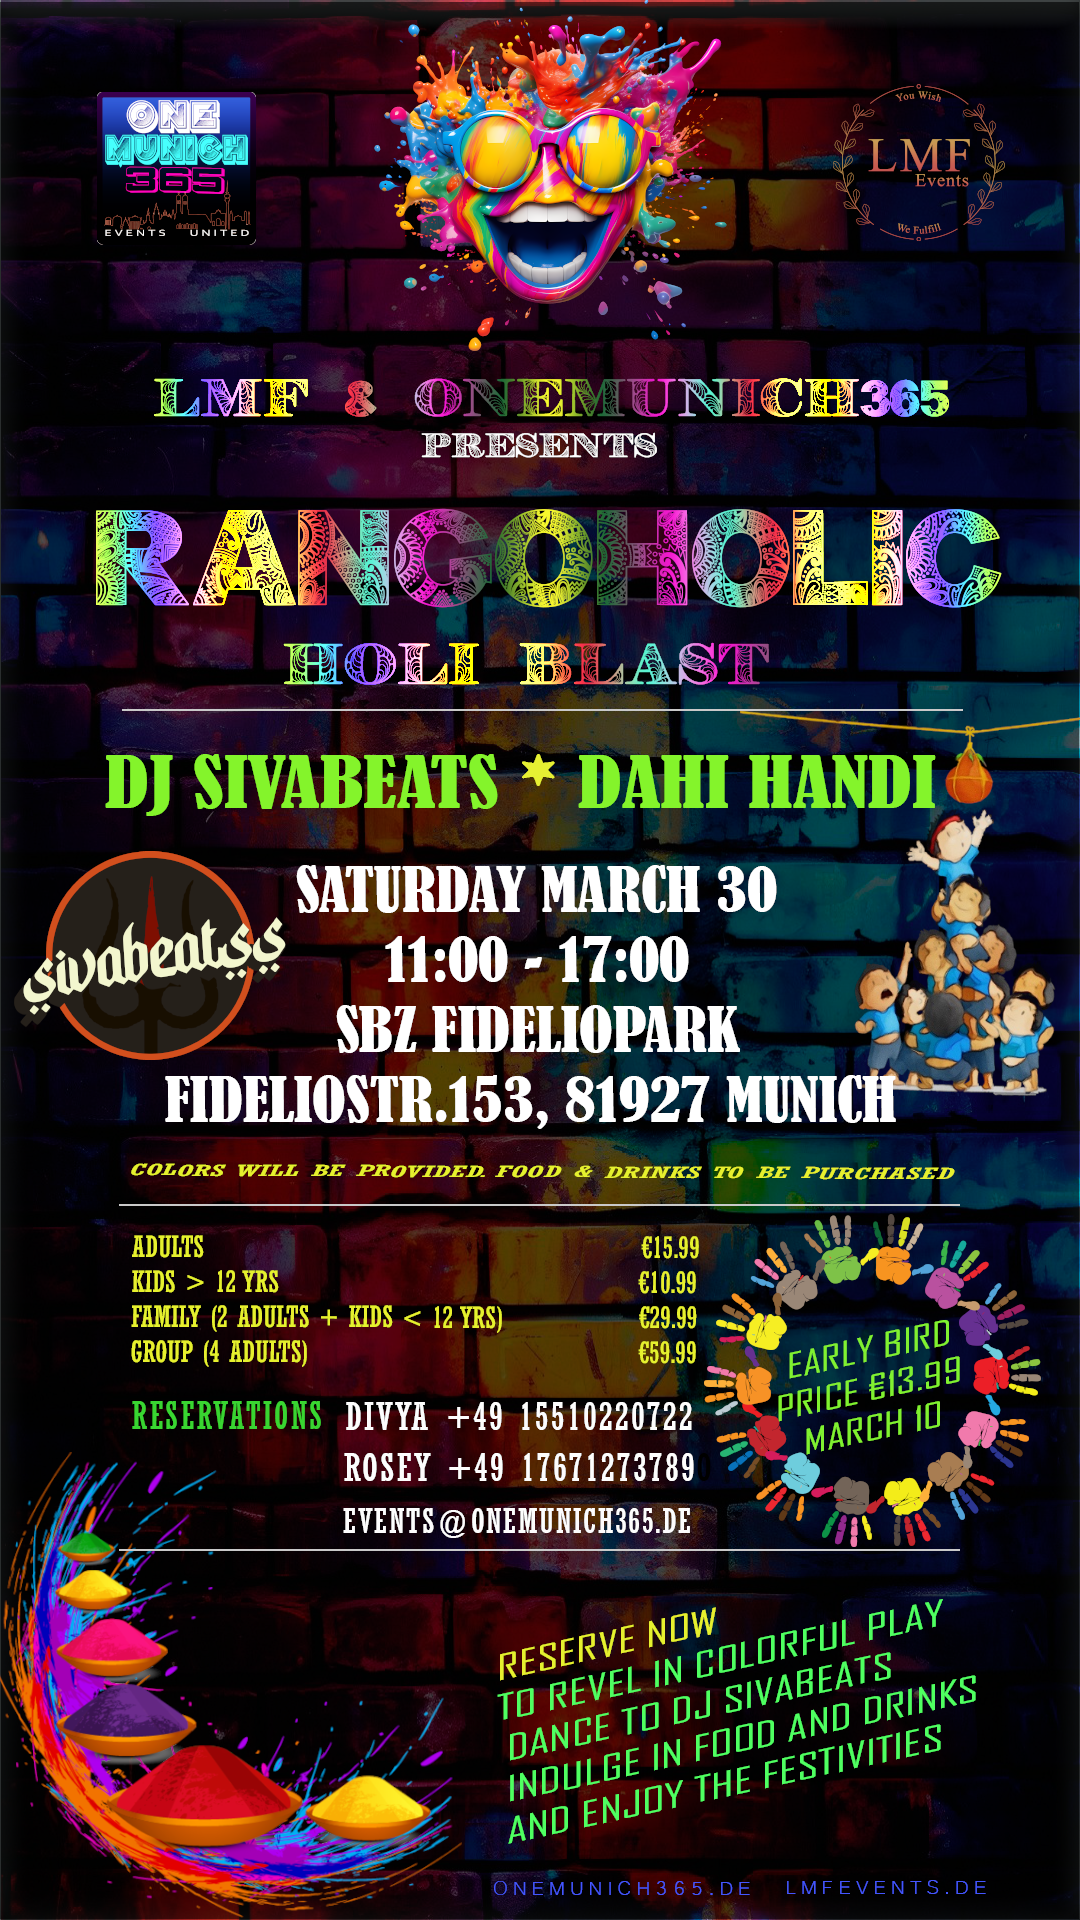 ONE
MUNICH
365
EVENTS UNITED
You Wish
LMF
Events
We Fulfill
LMF & ONEMUNICH365
PRESENTS
RANGOHOLIC
HOLI BLAST
DJ SIVABEATS * DAHI HANDI
sivabeatss
SATURDAY MARCH 30
11:00 - 17:00
SBZ FIDELIOPARK
FIDELIOSTR.153, 81927 MUNICH
COLORS WILL BE PROVIDED. FOOD & DRINKS TO BE PURCHASED
ADULTS €15.99
KIDS > 12 YRS €10.99
FAMILY (2 ADULTS + KIDS < 12 YRS) €29.99
GROUP (4 ADULTS) €59.99
EARLY BIRD
PRICE €13.99
MARCH 10
RESERVATIONS DIVYA +49 15510220722
ROSEY +49 17671273789
EVENTS@ONEMUNICH365.DE
RESERVE NOW
TO REVEL IN COLORFUL PLAY
DANCE TO DJ SIVABEATS
INDULGE IN FOOD AND DRINKS
AND ENJOY THE FESTIVITIES
ONEMUNICH365.DE LMFEVENTS.DE